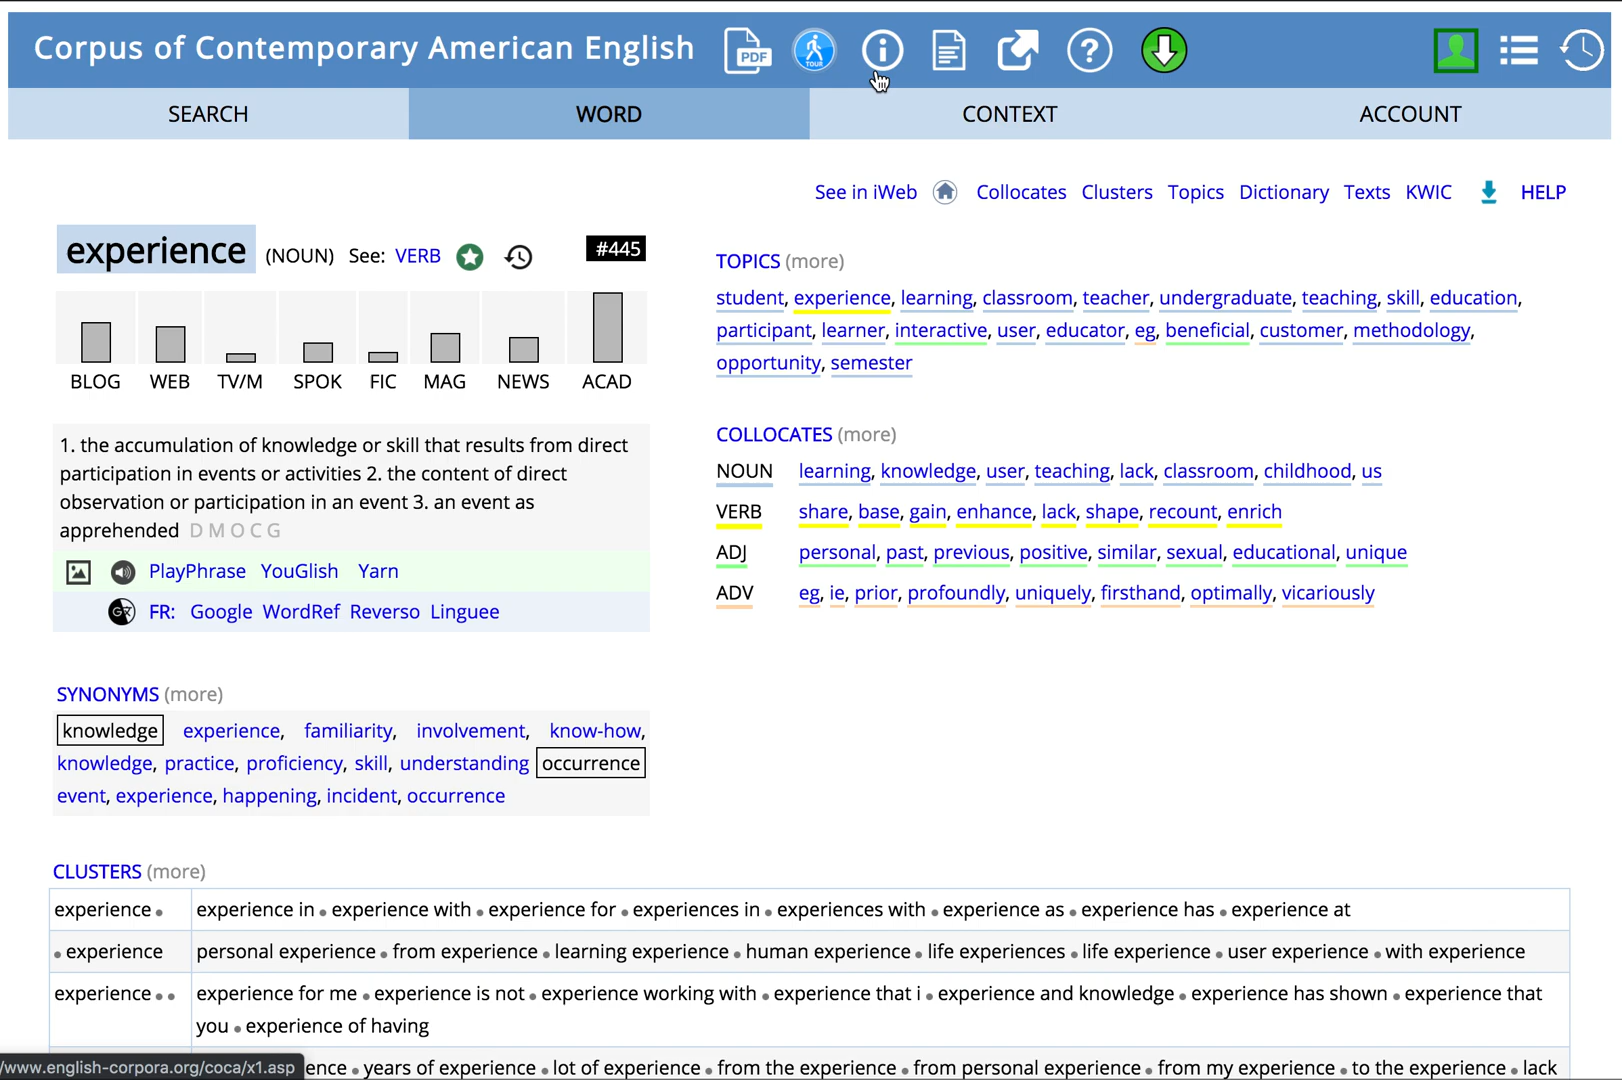 Corpus of Contemporary American English PDF TOUR i ?
SEARCH WORD CONTEXT ACCOUNT
See in iWeb Collocates Clusters Topics Dictionary Texts KWIC HELP
experience (NOUN) See: VERB #445
BLOG WEB TV/M SPOK FIC MAG NEWS ACAD
1. the accumulation of knowledge or skill that results from direct
participation in events or activities 2. the content of direct
observation or participation in an event 3. an event as
apprehended D M O C G
PlayPhrase YouGlish Yarn
FR: Google WordRef Reverso Linguee
SYNONYMS (more)
knowledge experience, familiarity, involvement, know-how,
knowledge, practice, proficiency, skill, understanding occurrence
event, experience, happening, incident, occurrence
TOPICS (more)
student, experience, learning, classroom, teacher, undergraduate, teaching, skill, education,
participant, learner, interactive, user, educator, eg, beneficial, customer, methodology,
opportunity, semester
COLLOCATES (more)
NOUN learning, knowledge, user, teaching, lack, classroom, childhood, us
VERB share, base, gain, enhance, lack, shape, recount, enrich
ADJ personal, past, previous, positive, similar, sexual, educational, unique
ADV eg, ie, prior, profoundly, uniquely, firsthand, optimally, vicariously
CLUSTERS (more)
experience • experience in • experience with • experience for • experiences in • experiences with • experience as • experience has • experience at
• experience personal experience • from experience • learning experience • human experience • life experiences • life experience • user experience • with experience
experience • • experience for me • experience is not • experience working with • experience that i • experience and knowledge • experience has shown • experience that
you • experience of having
/www.english-corpora.org/coca/x1.asp ence • years of experience • lot of experience • from the experience • from personal experience • from my experience • to the experience • lack